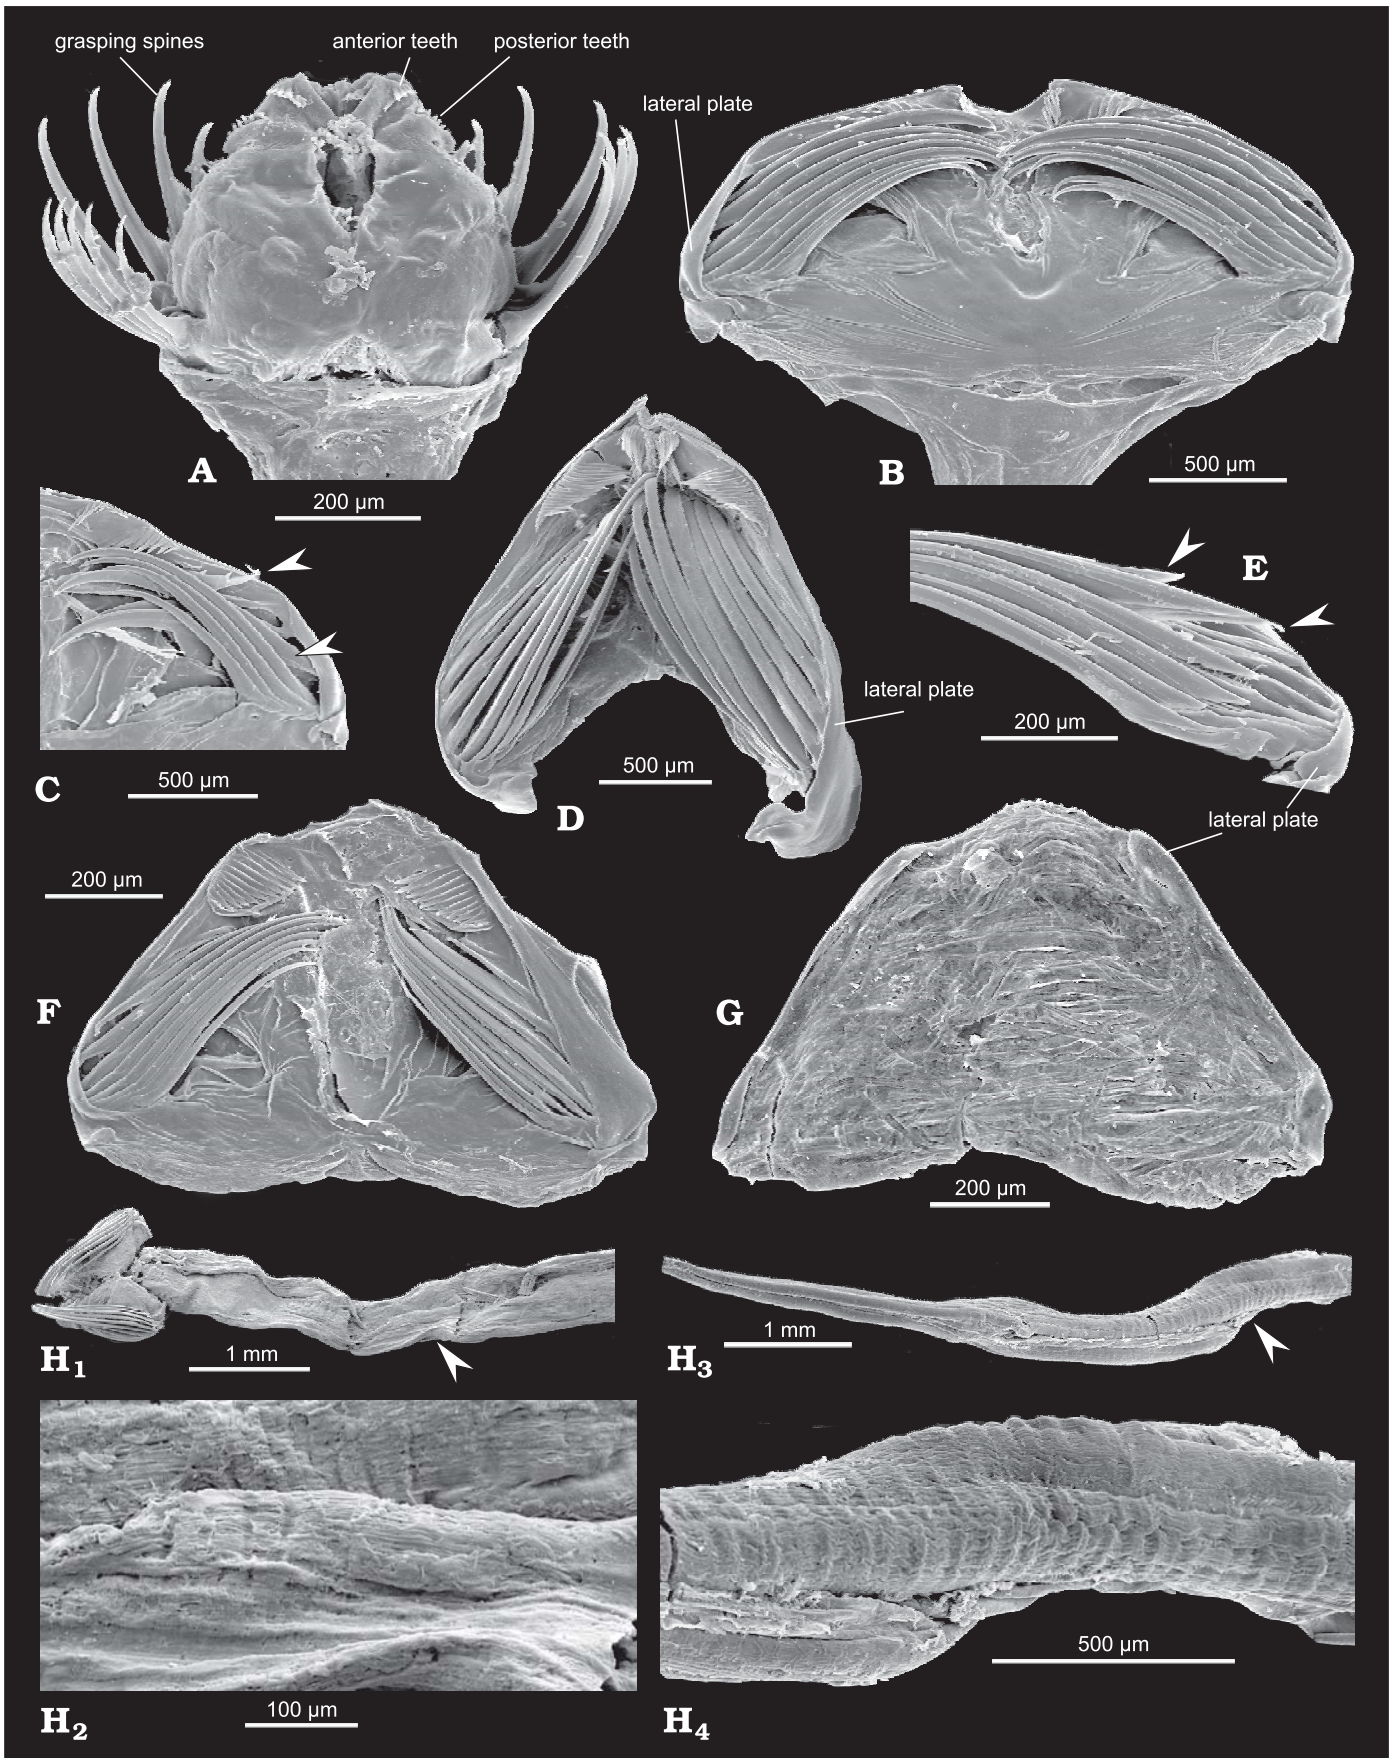 grasping spines
anterior teeth
posterior teeth
lateral plate
A
200 µm
B
500 µm
C
500 µm
D
500 µm
lateral plate
E
200 µm
lateral plate
200 µm
F
G
200 µm
H1
1 mm
H3
1 mm
H2
100 µm
H4
500 µm